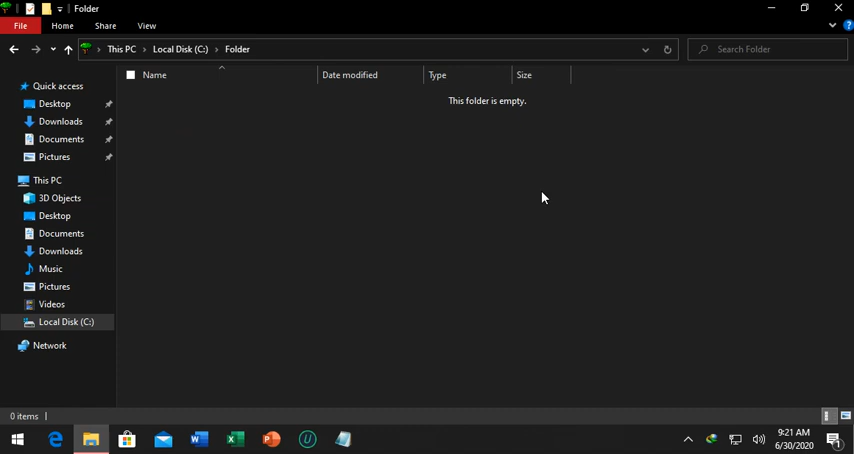 Folder
File Home Share View
This PC > Local Disk (C:) > Folder
Search Folder
Name Date modified Type Size
This folder is empty.
Quick access
Desktop
Downloads
Documents
Pictures
This PC
3D Objects
Desktop
Documents
Downloads
Music
Pictures
Videos
Local Disk (C:)
Network
0 items
9:21 AM
6/30/2020
1